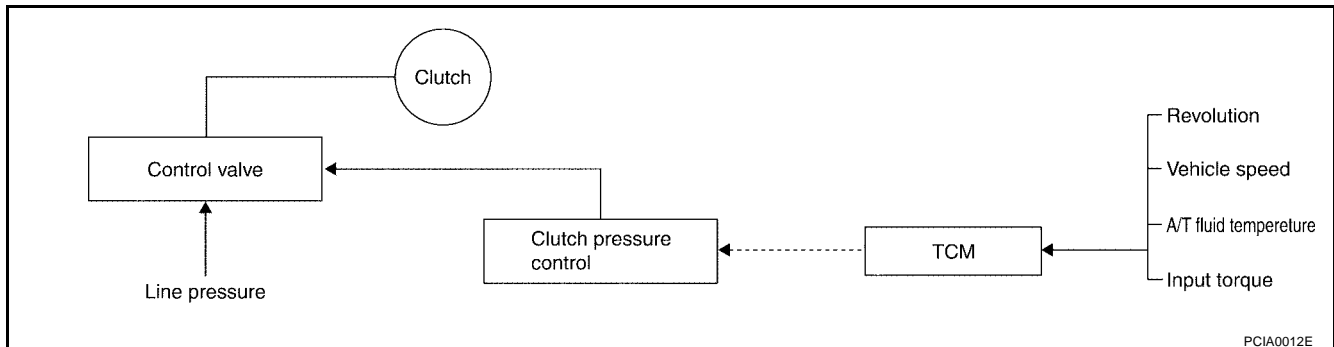 Clutch
Control valve
Line pressure
Clutch pressure
control
TCM
Revolution
Vehicle speed
A/T fluid tempereture
Input torque
PCIA0012E